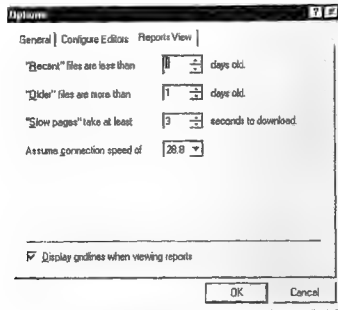 Options
General Configure Editors Reports View
"Recent" files are less than days old.
"Older" files are more than 1 days old.
"Slow pages" take at least 3 seconds to download.
Assume connection speed of 28.8
Display gridlines when viewing reports
OK Cancel